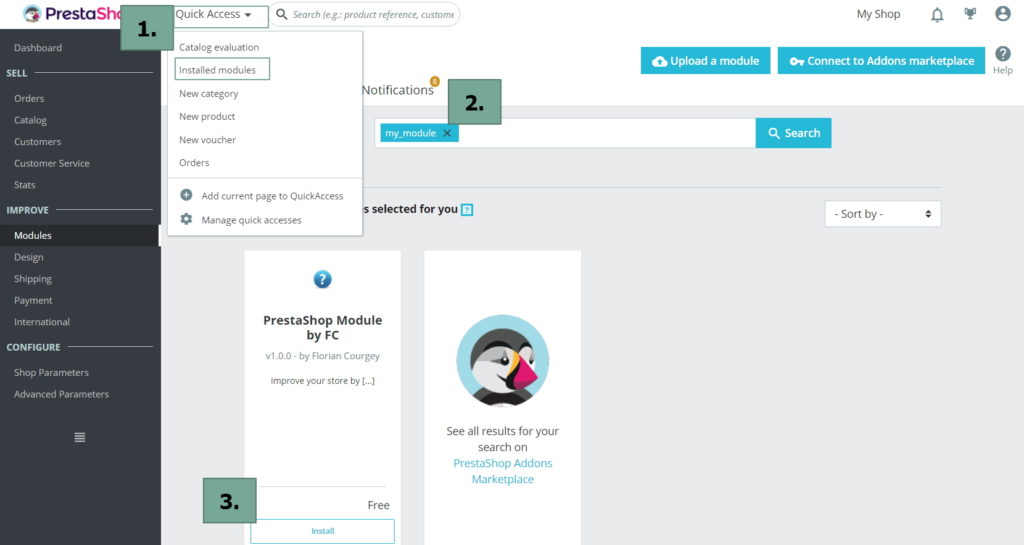 PrestaSho
1.
Quick Access
Search (e.g.: product reference, custome
My Shop
Dashboard
SELL
Orders
Catalog
Customers
Customer Service
Stats
IMPROVE
Modules
Design
Shipping
Payment
International
CONFIGURE
Shop Parameters
Advanced Parameters
Catalog evaluation
Installed modules
New category
New product
New voucher
Orders
Add current page to QuickAccess
Manage quick accesses
Upload a module
Connect to Addons marketplace
?
Help
Notifications
8
2.
my_module ×
Search
s selected for you ?
- Sort by -
?
PrestaShop Module
by FC
v1.0.0 - by Florian Courgey
Improve your store by [...]
3.
Free
Install
See all results for your
search on
PrestaShop Addons
Marketplace